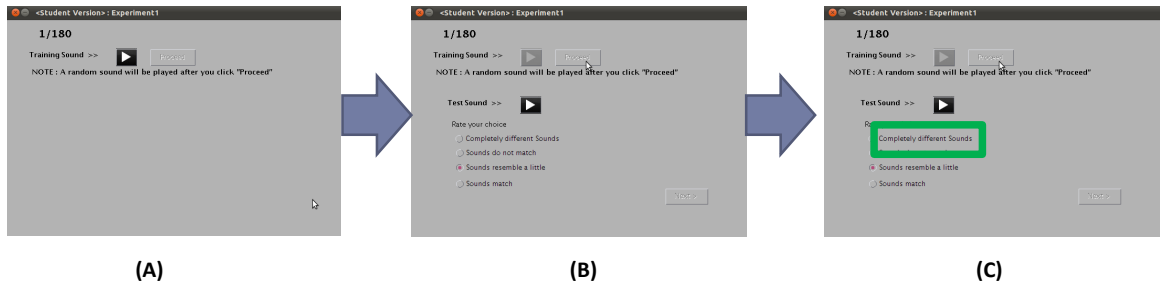 <Student Version> : Experiment1
1/180
Training Sound >>
Proceed
NOTE : A random sound will be played after you click "Proceed"
(A)
<Student Version> : Experiment1
1/180
Training Sound >>
Proceed
NOTE : A random sound will be played after you click "Proceed"
Test Sound >>
Rate your choice
Completely different Sounds
Sounds do not match
Sounds resemble a little
Sounds match
Next >
(B)
<Student Version> : Experiment1
1/180
Training Sound >>
Proceed
NOTE : A random sound will be played after you click "Proceed"
Test Sound >>
Completely different Sounds
Sounds resemble a little
Sounds match
Next >
(C)